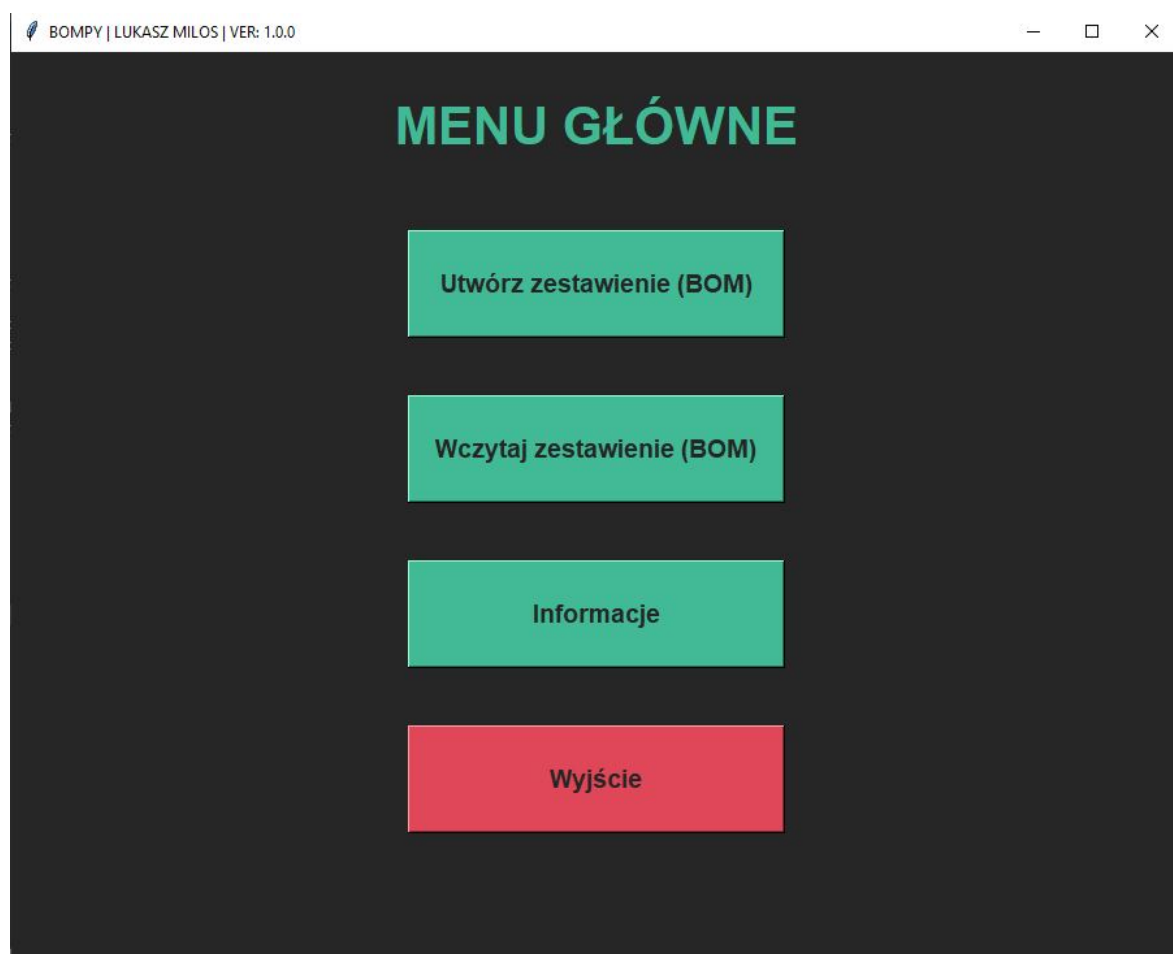 BOMPY | LUKASZ MILOS | VER: 1.0.0
MENU GŁÓWNE
Utwórz zestawienie (BOM)
Wczytaj zestawienie (BOM)
Informacje
Wyjście